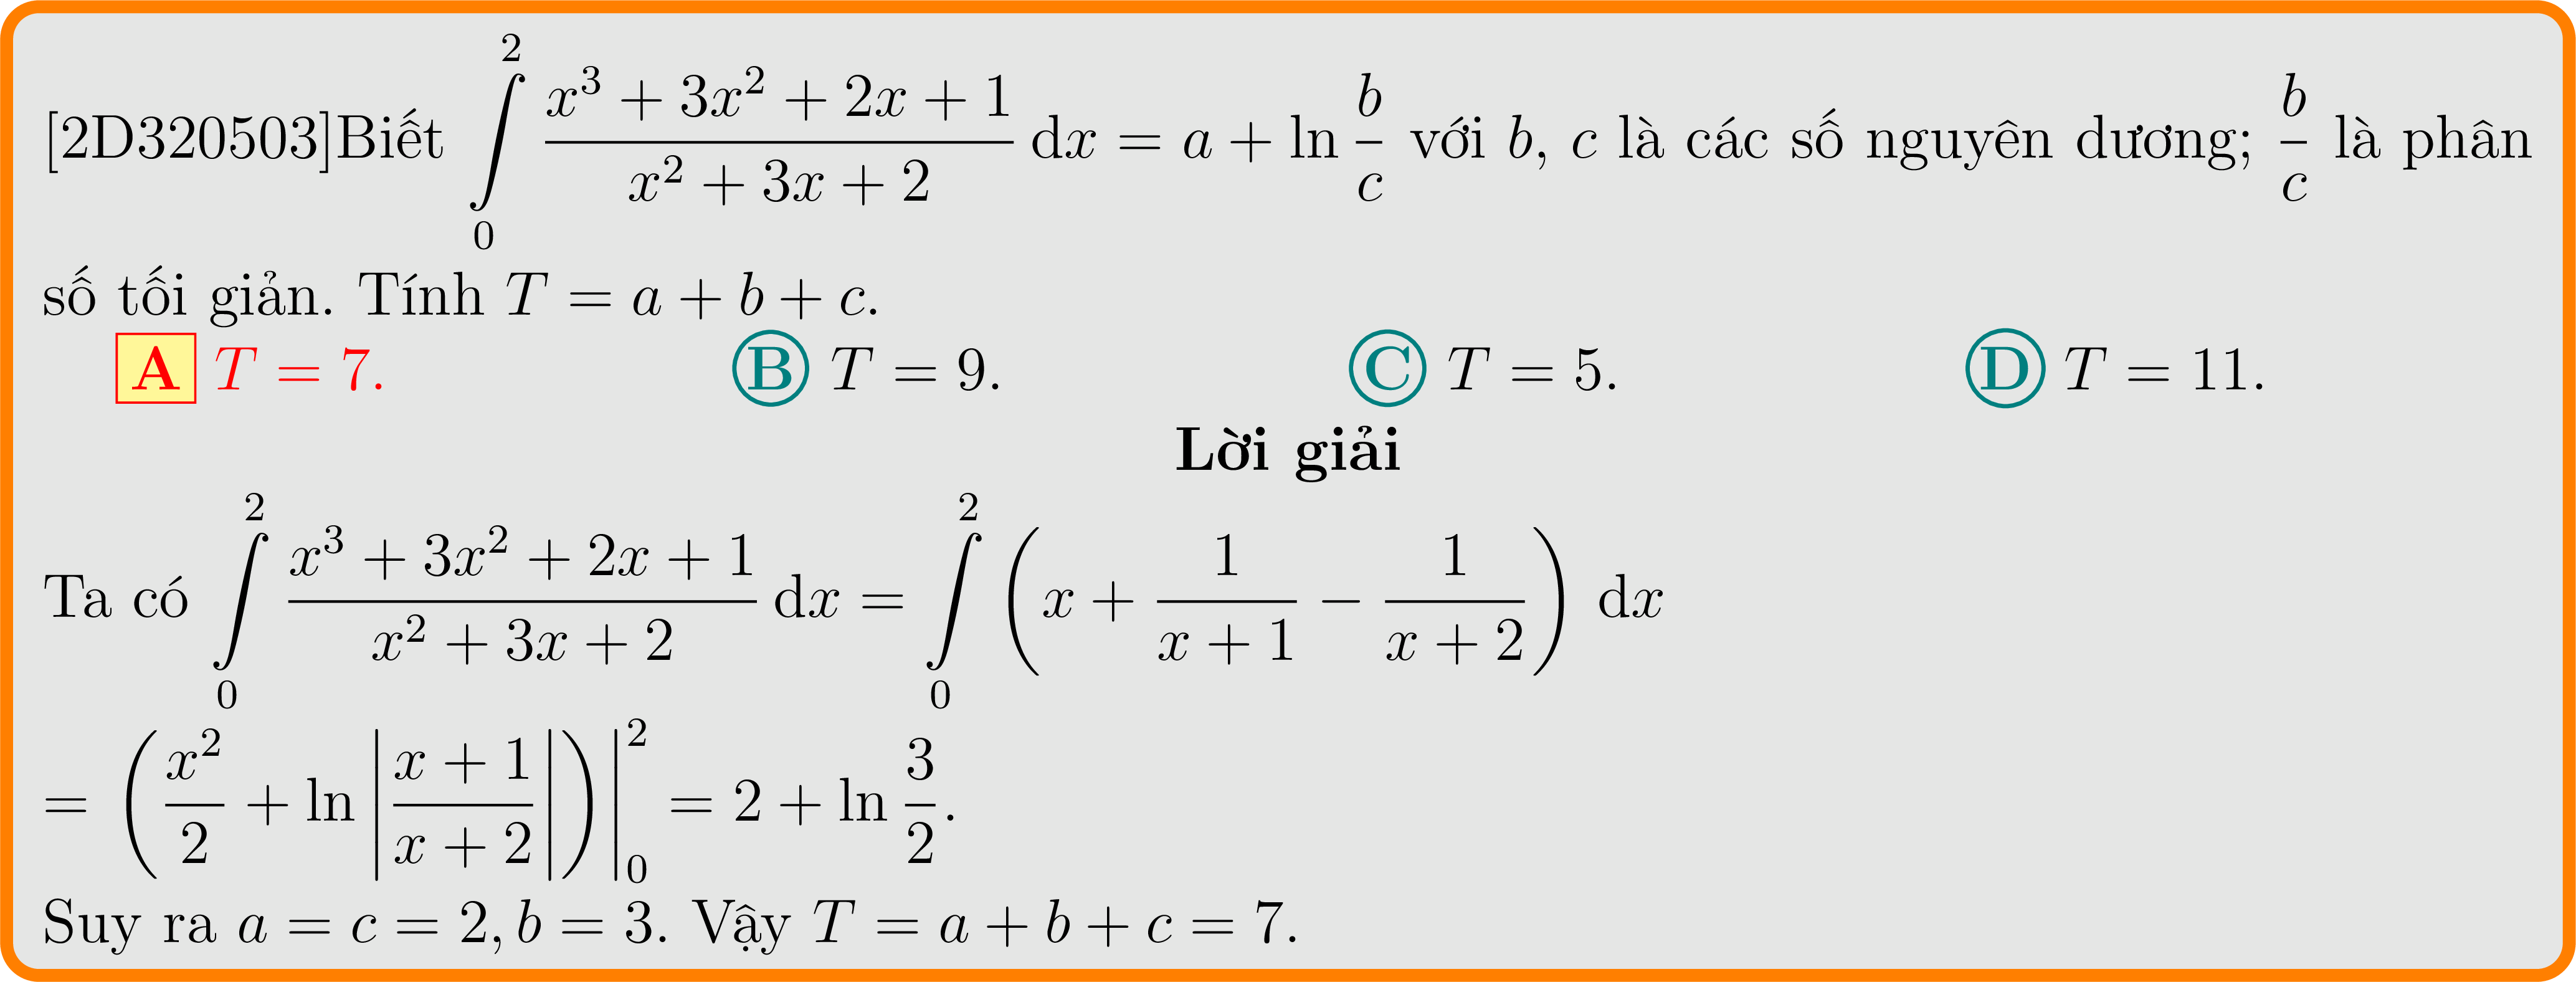 [2D320503]Biết $\int\limits_0^2 \frac{x^3+3x^2+2x+1}{x^2+3x+2}\,\mathrm{d}x = a + \ln\frac{b}{c}$ với $b$, $c$ là các số nguyên dương; $\frac{b}{c}$ là phân
số tối giản. Tính $T = a + b + c$.
A $T = 7$. B $T = 9$. C $T = 5$. D $T = 11$.
Lời giải
Ta có $\int\limits_0^2 \frac{x^3+3x^2+2x+1}{x^2+3x+2}\,\mathrm{d}x = \int\limits_0^2 \left(x + \frac{1}{x+1} - \frac{1}{x+2}\right)\,\mathrm{d}x$
$= \left(\frac{x^2}{2} + \ln\left|\frac{x+1}{x+2}\right|\right)\Big|_0^2 = 2 + \ln\frac{3}{2}$.
Suy ra $a = c = 2, b = 3$. Vậy $T = a + b + c = 7$.